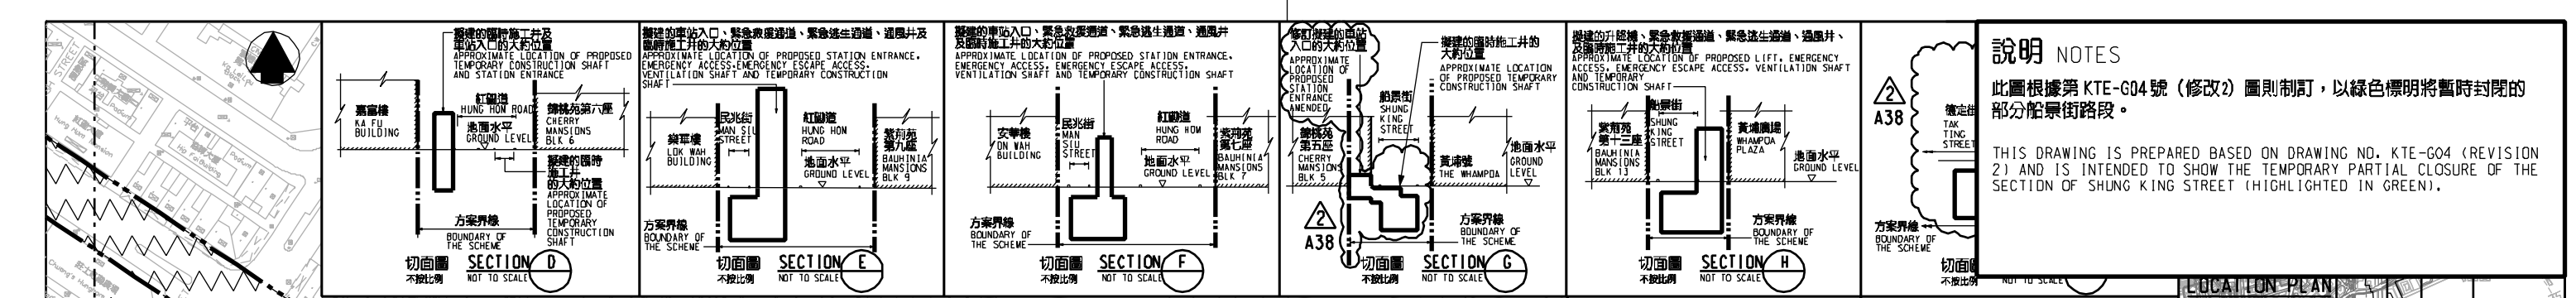 擬建的臨時施工井及
車站入口的大約位置
APPROXIMATE LOCATION OF PROPOSED
TEMPORARY CONSTRUCTION SHAFT
AND STATION ENTRANCE
嘉富樓
KA FU
BUILDING
紅磡道
HUNG HOM ROAD
地面水平
GROUND LEVEL
錦桃苑第六座
CHERRY
MANSIONS
BLK 6
擬建的臨時
施工井
的大約位置
APPROXIMATE
LOCATION OF
PROPOSED
TEMPORARY
CONSTRUCTION
SHAFT
方案界線
BOUNDARY OF
THE SCHEME
切面圖
不按比例
SECTION D
NOT TO SCALE
擬建的車站入口、緊急救援通道、緊急逃生通道、通風井及
臨時施工井的大約位置
APPROXIMATE LOCATION OF PROPOSED STATION ENTRANCE,
EMERGENCY ACCESS,EMERGENCY ESCAPE ACCESS,
VENTILATION SHAFT AND TEMPORARY CONSTRUCTION
SHAFT
樂華樓
LOK WAH
BUILDING
民兆街
MAN SIU
STREET
紅磡道
HUNG HOM
ROAD
地面水平
GROUND LEVEL
紫荊苑
第九座
BAUHINIA
MANSIONS
BLK 9
方案界線
BOUNDARY OF
THE SCHEME
切面圖
不按比例
SECTION E
NOT TO SCALE
擬建的車站入口、緊急救援通道、緊急逃生通道、通風井
及臨時施工井的大約位置
APPROXIMATE LOCATION OF PROPOSED STATION ENTRANCE,
EMERGENCY ACCESS, EMERGENCY ESCAPE ACCESS,
VENTILATION SHAFT AND TEMPORARY CONSTRUCTION SHAFT
安華樓
ON WAH
BUILDING
民兆街
MAN
SIU
STREET
紅磡道
HUNG HOM
ROAD
地面水平
GROUND LEVEL
紫荊苑
第七座
BAUHINIA
MANSIONS
BLK 7
方案界線
BOUNDARY OF
THE SCHEME
切面圖
不按比例
SECTION F
NOT TO SCALE
修訂擬建的車站
入口的大約位置
APPROXIMATE
LOCATION OF
PROPOSED
STATION
ENTRANCE
AMENDED
擬建的臨時施工井的
大約位置
APPROXIMATE LOCATION
OF PROPOSED TEMPORARY
CONSTRUCTION SHAFT
船景街
SHUNG
KING
STREET
錦桃苑
第五座
CHERRY
MANSIONS
BLK 5
黃埔號
THE WHAMPOA
地面水平
GROUND
LEVEL
2
A38
方案界線
BOUNDARY OF
THE SCHEME
切面圖
不按比例
SECTION G
NOT TO SCALE
擬建的升降機、緊急救援通道、緊急逃生通道、通風井、
及臨時施工井的大約位置
APPROXIMATE LOCATION OF PROPOSED LIFT, EMERGENCY
ACCESS, EMERGENCY ESCAPE ACCESS, VENTILATION SHAFT
AND TEMPORARY
CONSTRUCTION SHAFT
船景街
SHUNG
KING
STREET
紫荊苑
第十三座
BAUHINIA
MANSIONS
BLK 13
黃埔廣場
WHAMPOA
PLAZA
地面水平
GROUND LEVEL
方案界線
BOUNDARY OF
THE SCHEME
切面圖
不按比例
SECTION H
NOT TO SCALE
2
A38
德定街
TAK
TING
STREET
方案界線
BOUNDARY OF
THE SCHEME
切面圖
不按比例
NOT TO SCALE
說明 NOTES
此圖根據第 KTE-G04 號（修改2）圖則制訂，以綠色標明將暫時封閉的
部分船景街路段。
THIS DRAWING IS PREPARED BASED ON DRAWING NO. KTE-G04 (REVISION
2) AND IS INTENDED TO SHOW THE TEMPORARY PARTIAL CLOSURE OF THE
SECTION OF SHUNG KING STREET (HIGHLIGHTED IN GREEN).
LOCATION PLAN